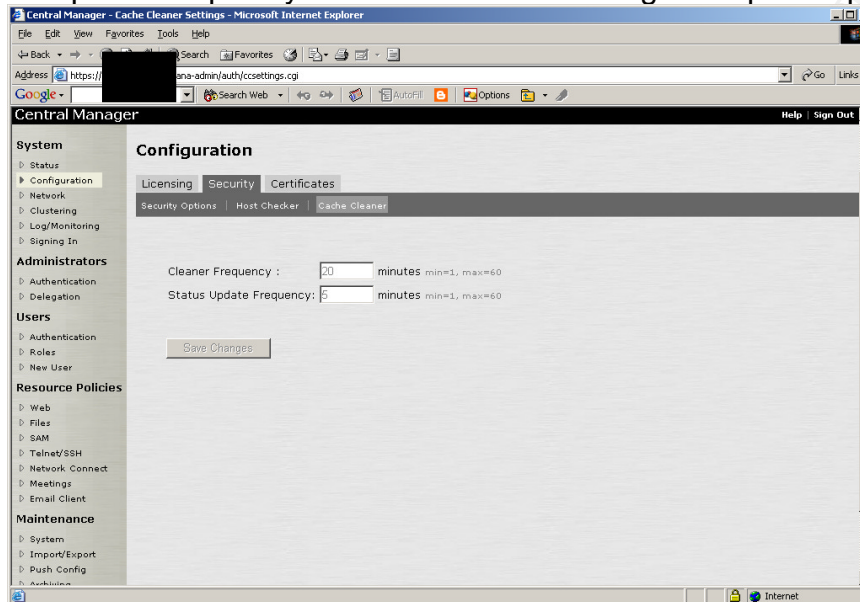 Central Manager - Cache Cleaner Settings - Microsoft Internet Explorer
File Edit View Favorites Tools Help
Back Search Favorites
Address https:// ana-admin/auth/ccsettings.cgi Go Links
Google Search Web AutoFill Options
Central Manager Help | Sign Out
System
Status
Configuration
Network
Clustering
Log/Monitoring
Signing In
Administrators
Authentication
Delegation
Users
Authentication
Roles
New User
Resource Policies
Web
Files
SAM
Telnet/SSH
Network Connect
Meetings
Email Client
Maintenance
System
Import/Export
Push Config
Archiving
Configuration
Licensing Security Certificates
Security Options | Host Checker | Cache Cleaner
Cleaner Frequency : 20 minutes min=1, max=60
Status Update Frequency: 5 minutes min=1, max=60
Save Changes
Internet